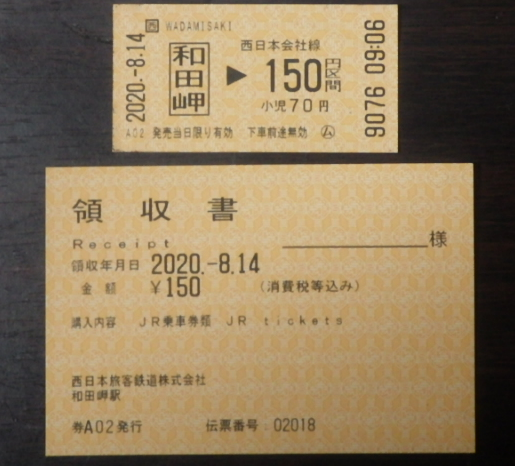 西 WADAMISAKI
2020.-8.14
和田岬
西日本会社線
▶ 150円区間
小児70円
A02 発売当日限り有効 下車前途無効 ム
9076 09:06
領収書
Receipt
様
領収年月日 2020.-8.14
金額 ¥150 (消費税等込み)
購入内容 JR乗車券類 JR tickets
西日本旅客鉄道株式会社
和田岬駅
券A02発行 伝票番号:02018